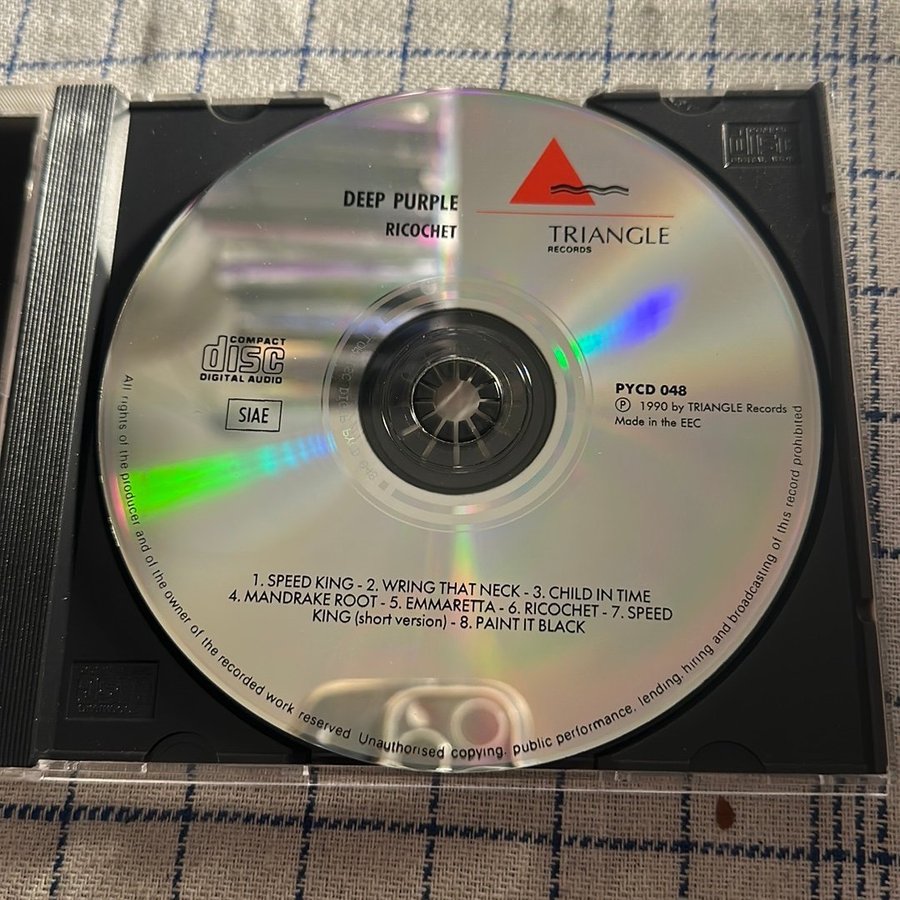 DEEP PURPLE
RICOCHET
TRIANGLE
RECORDS
COMPACT
disc
DIGITAL AUDIO
SIAE
PYCD 048
Ⓟ 1990 by TRIANGLE Records
Made in the EEC
1. SPEED KING - 2. WRING THAT NECK - 3. CHILD IN TIME
4. MANDRAKE ROOT - 5. EMMARETTA - 6. RICOCHET - 7. SPEED
KING (short version) - 8. PAINT IT BLACK
All rights of the producer and of the owner of the recorded work reserved Unauthorised copying. public performance. lending. hiring and broadcasting of this record prohibited
disc